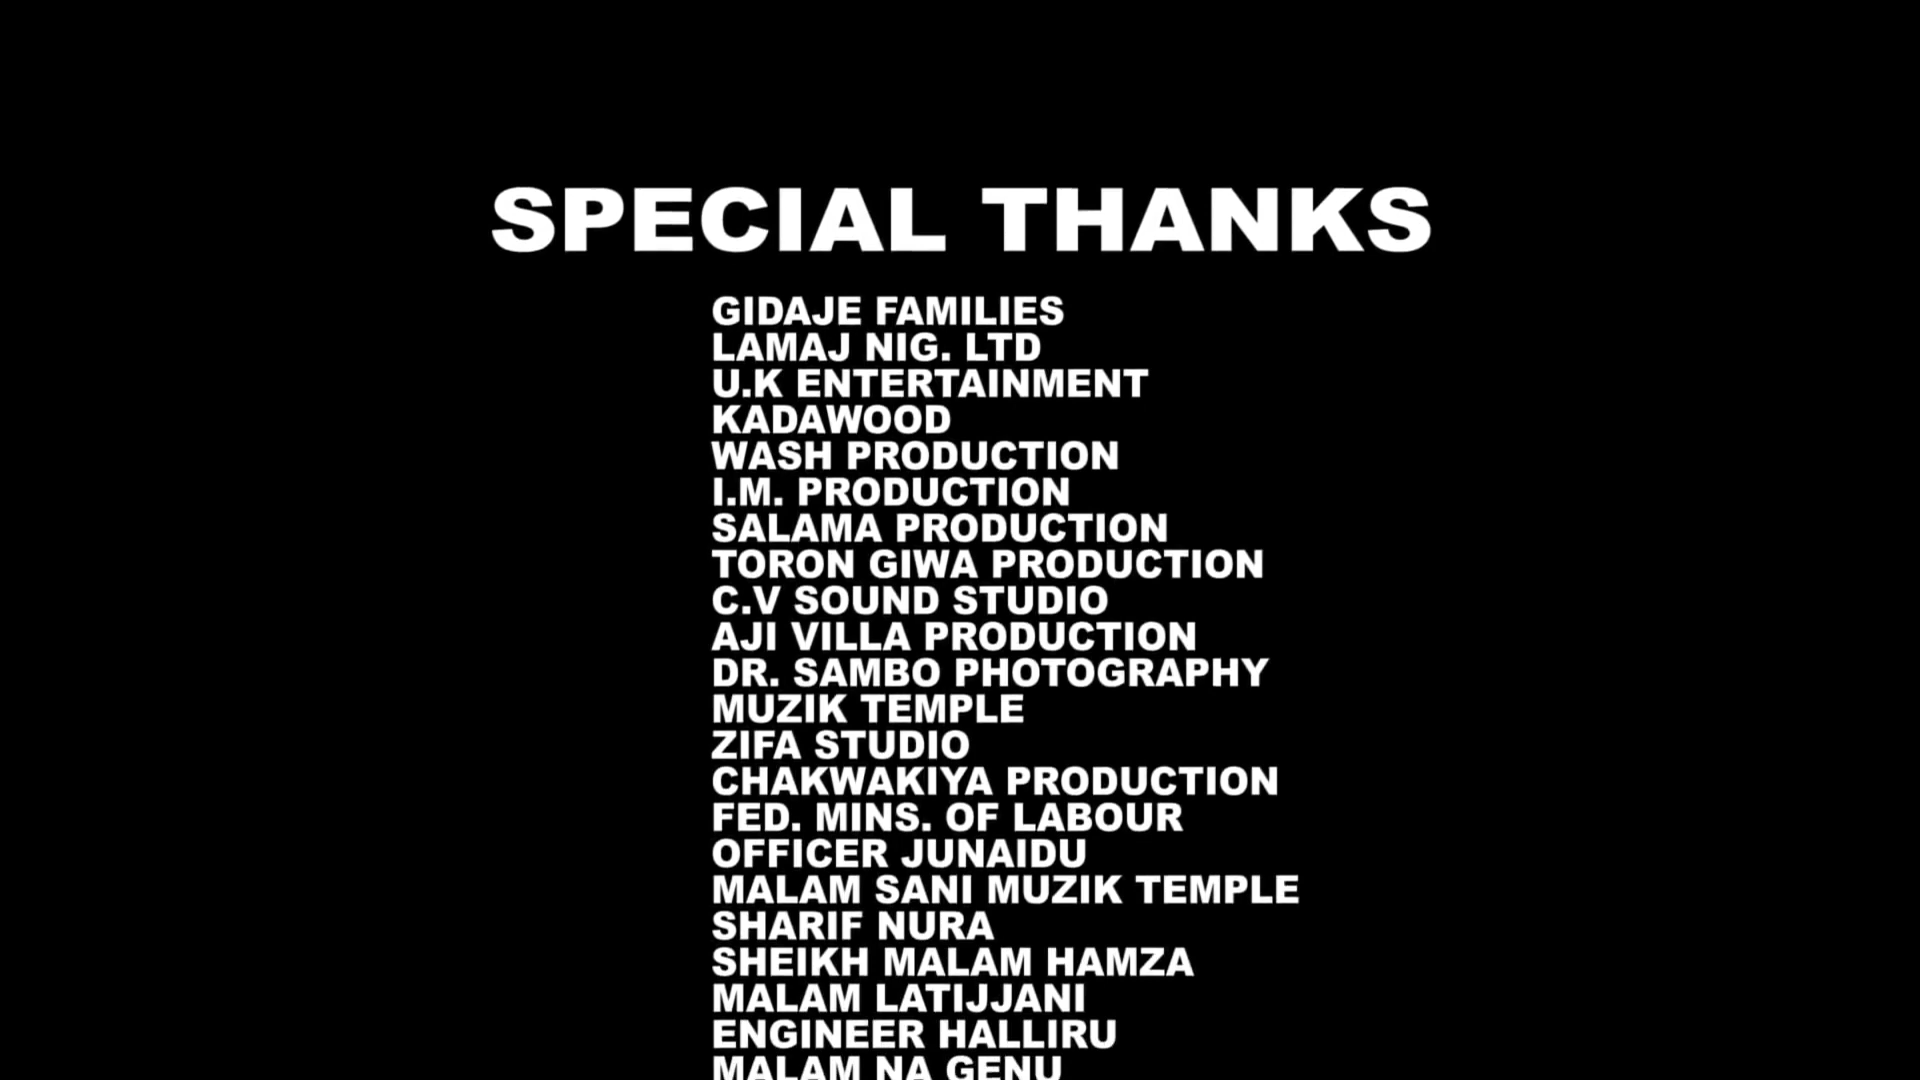 SPECIAL THANKS
GIDAJE FAMILIES
LAMAJ NIG. LTD
U.K ENTERTAINMENT
KADAWOOD
WASH PRODUCTION
I.M. PRODUCTION
SALAMA PRODUCTION
TORON GIWA PRODUCTION
C.V SOUND STUDIO
AJI VILLA PRODUCTION
DR. SAMBO PHOTOGRAPHY
MUZIK TEMPLE
ZIFA STUDIO
CHAKWAKIYA PRODUCTION
FED. MINS. OF LABOUR
OFFICER JUNAIDU
MALAM SANI MUZIK TEMPLE
SHARIF NURA
SHEIKH MALAM HAMZA
MALAM LATIJJANI
ENGINEER HALLIRU
MALAM NA GENU